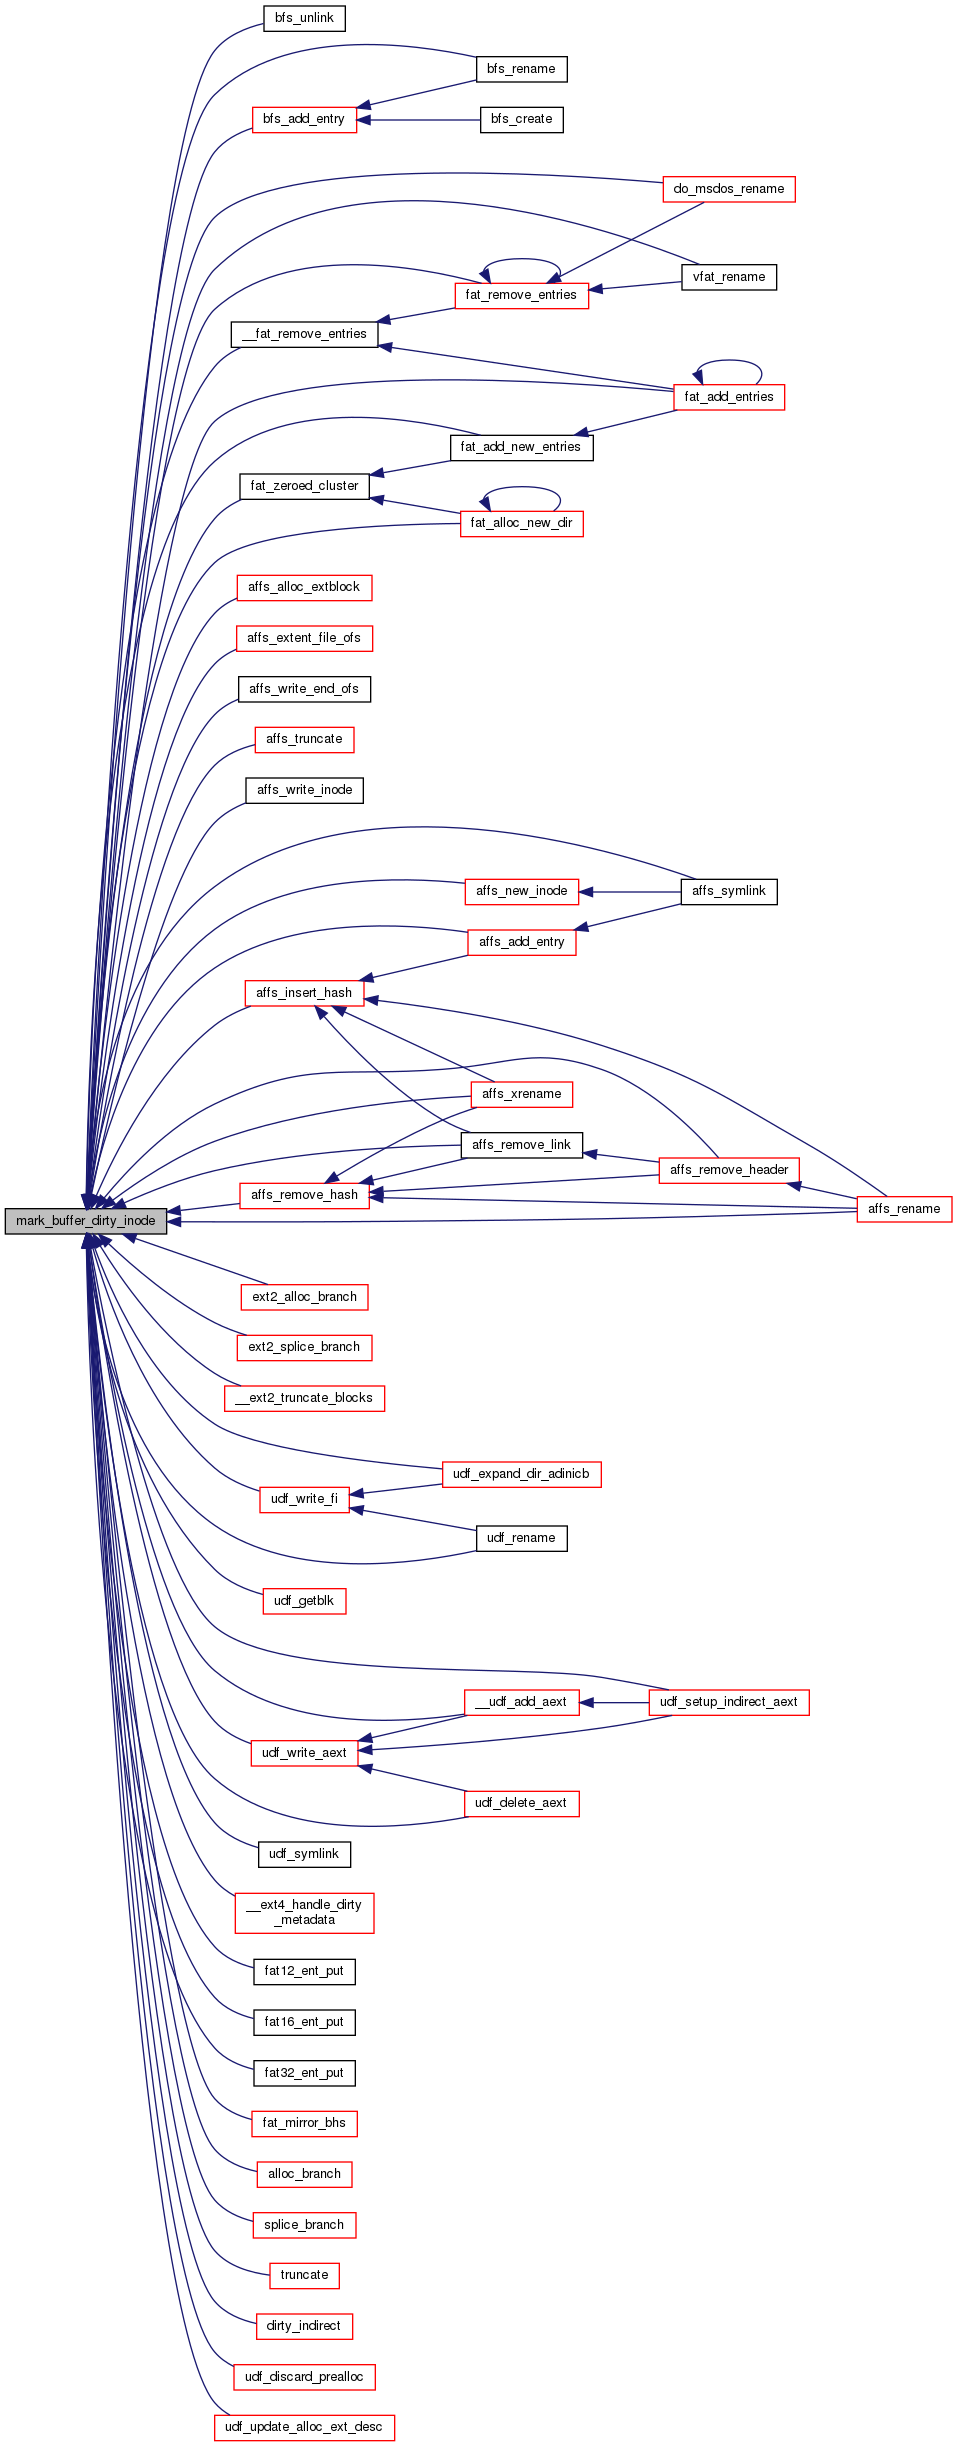 bfs_unlink
bfs_rename
bfs_add_entry
bfs_create
do_msdos_rename
vfat_rename
fat_remove_entries
__fat_remove_entries
fat_add_entries
fat_add_new_entries
fat_zeroed_cluster
fat_alloc_new_dir
affs_alloc_extblock
affs_extent_file_ofs
affs_write_end_ofs
affs_truncate
affs_write_inode
affs_new_inode
affs_symlink
affs_add_entry
affs_insert_hash
affs_xrename
affs_remove_link
affs_remove_header
affs_remove_hash
affs_rename
mark_buffer_dirty_inode
ext2_alloc_branch
ext2_splice_branch
__ext2_truncate_blocks
udf_expand_dir_adinicb
udf_write_fi
udf_rename
udf_getblk
__udf_add_aext
udf_setup_indirect_aext
udf_write_aext
udf_delete_aext
udf_symlink
__ext4_handle_dirty
_metadata
fat12_ent_put
fat16_ent_put
fat32_ent_put
fat_mirror_bhs
alloc_branch
splice_branch
truncate
dirty_indirect
udf_discard_prealloc
udf_update_alloc_ext_desc